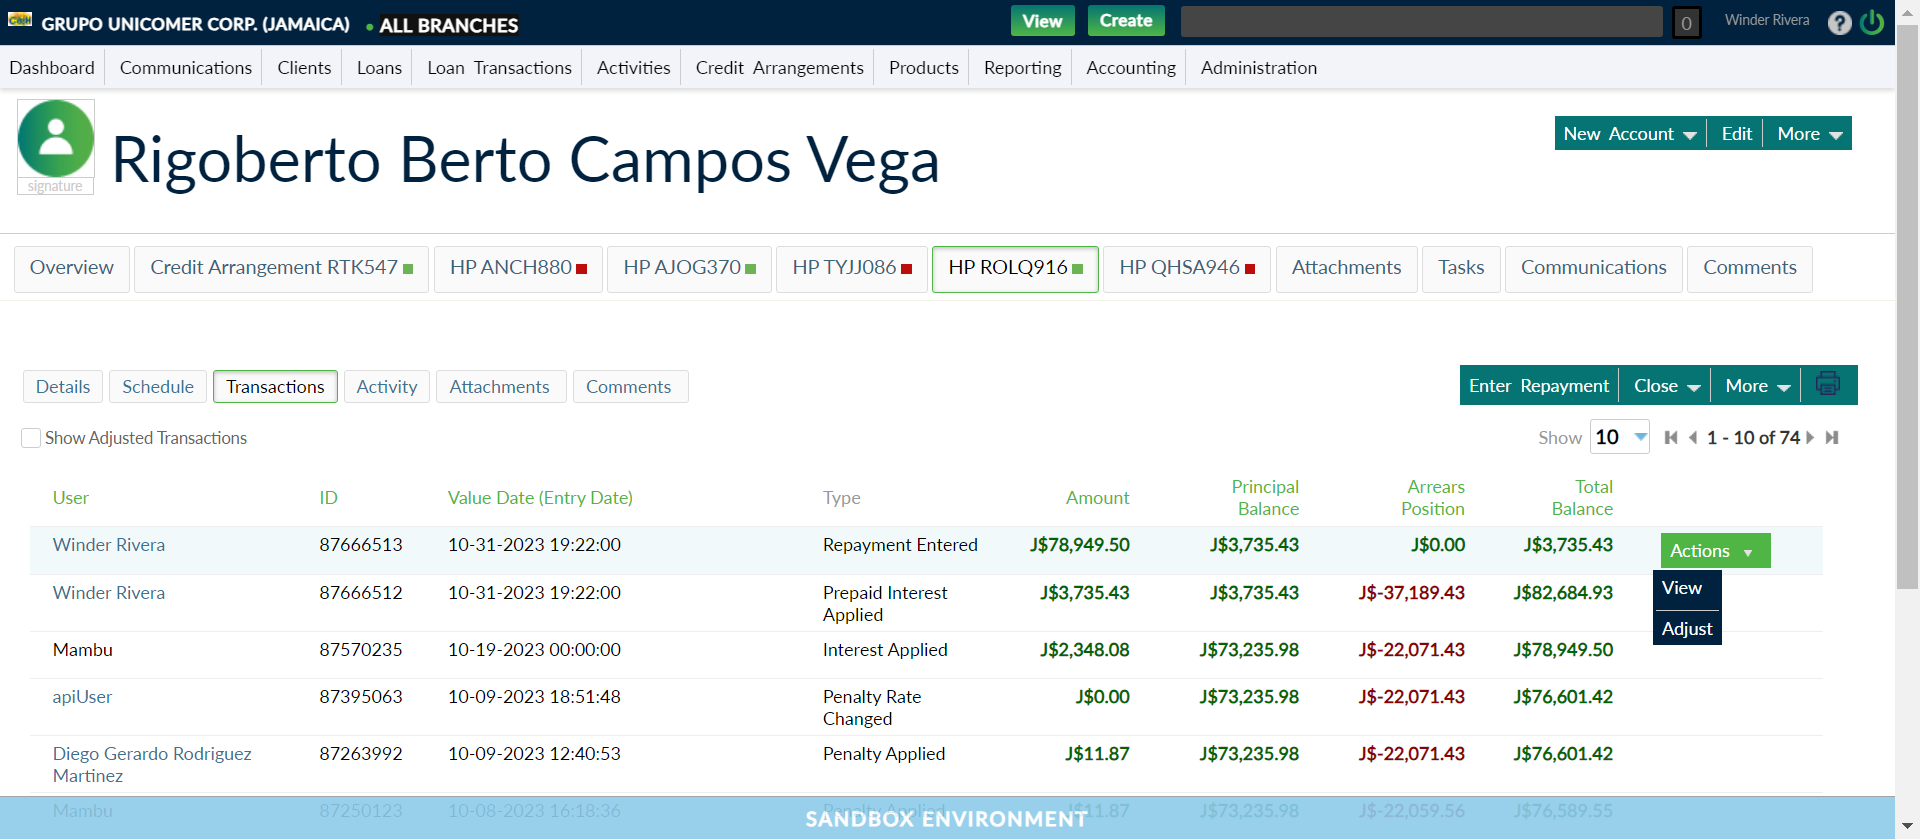 GRUPO UNICOMER CORP. (JAMAICA) ● ALL BRANCHES View Create 0 Winder Rivera ?
Dashboard Communications Clients Loans Loan Transactions Activities Credit Arrangements Products Reporting Accounting Administration
signature
Rigoberto Berto Campos Vega
New Account Edit More
Overview Credit Arrangement RTK547 HP ANCH880 HP AJOG370 HP TYJJ086 HP ROLQ916 HP QHSA946 Attachments Tasks Communications Comments
Details Schedule Transactions Activity Attachments Comments
Enter Repayment Close More
Show Adjusted Transactions
Show 10 1 - 10 of 74
User ID Value Date (Entry Date) Type Amount Principal Balance Arrears Position Total Balance
Winder Rivera 87666513 10-31-2023 19:22:00 Repayment Entered J$78,949.50 J$3,735.43 J$0.00 J$3,735.43 Actions
View
Adjust
Winder Rivera 87666512 10-31-2023 19:22:00 Prepaid Interest Applied J$3,735.43 J$3,735.43 J$-37,189.43 J$82,684.93
Mambu 87570235 10-19-2023 00:00:00 Interest Applied J$2,348.08 J$73,235.98 J$-22,071.43 J$78,949.50
apiUser 87395063 10-09-2023 18:51:48 Penalty Rate Changed J$0.00 J$73,235.98 J$-22,071.43 J$76,601.42
Diego Gerardo Rodriguez Martinez 87263992 10-09-2023 12:40:53 Penalty Applied J$11.87 J$73,235.98 J$-22,071.43 J$76,601.42
Mambu 87250123 10-08-2023 16:18:36 Penalty Applied J$11.87 J$73,235.98 J$-22,059.56 J$76,589.55
SANDBOX ENVIRONMENT